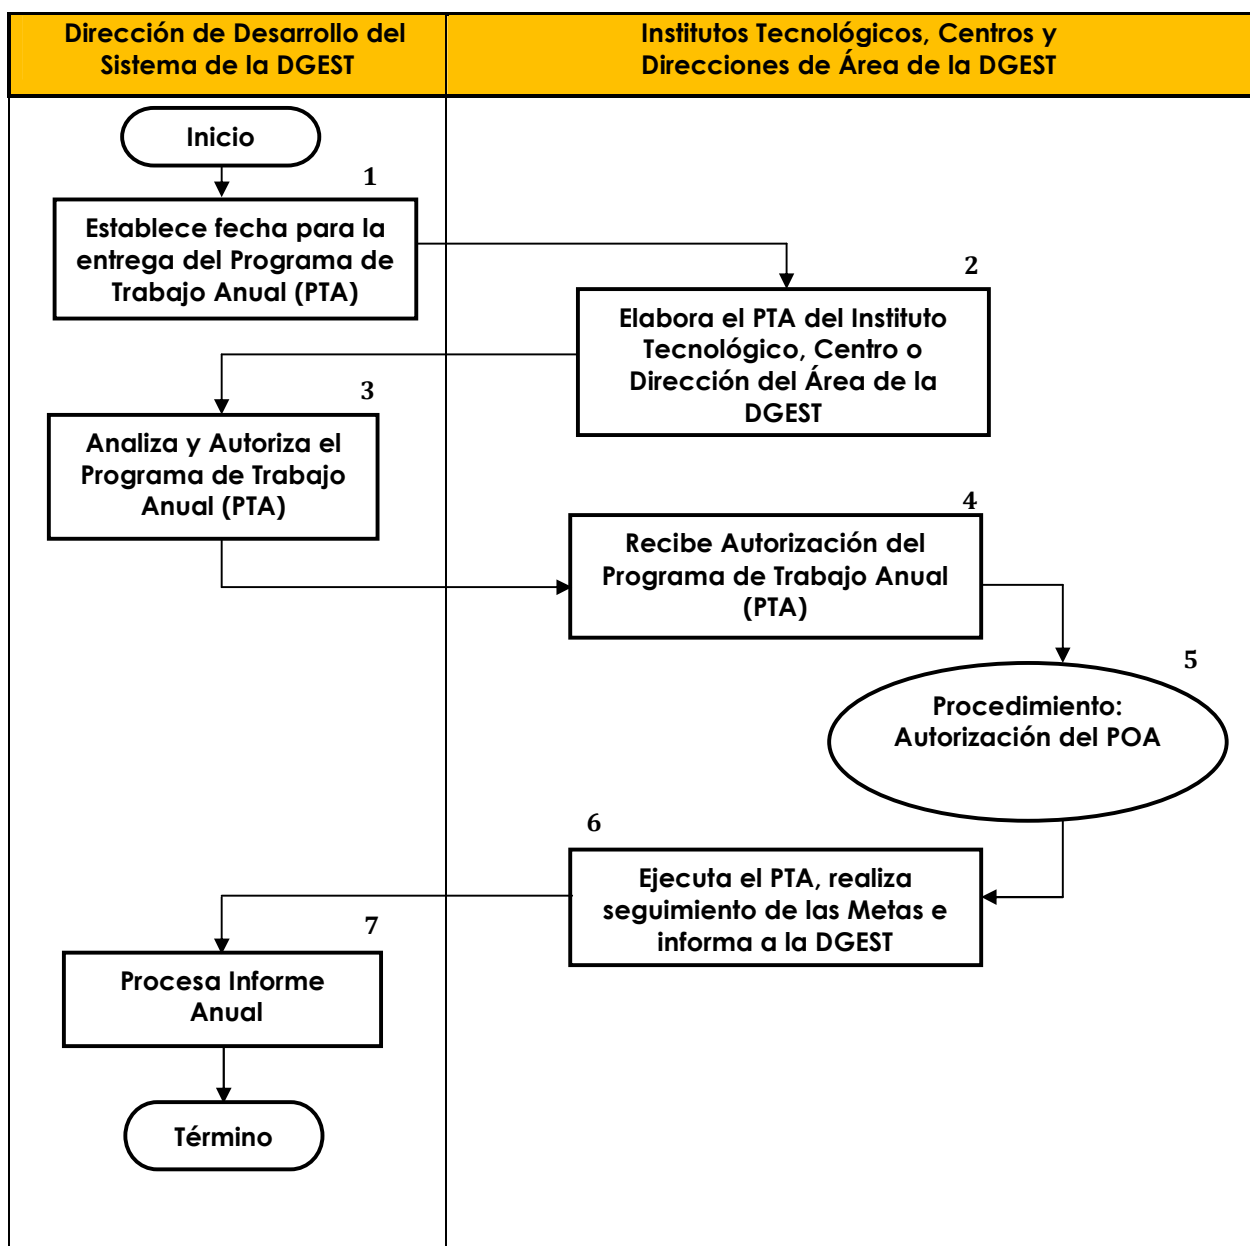 Dirección de Desarrollo del
Sistema de la DGEST
Institutos Tecnológicos, Centros y
Direcciones de Área de la DGEST
Inicio
1
Establece fecha para la
entrega del Programa de
Trabajo Anual (PTA)
2
Elabora el PTA del Instituto
Tecnológico, Centro o
Dirección del Área de la
DGEST
3
Analiza y Autoriza el
Programa de Trabajo
Anual (PTA)
4
Recibe Autorización del
Programa de Trabajo Anual
(PTA)
5
Procedimiento:
Autorización del POA
6
Ejecuta el PTA, realiza
seguimiento de las Metas e
informa a la DGEST
7
Procesa Informe
Anual
Término